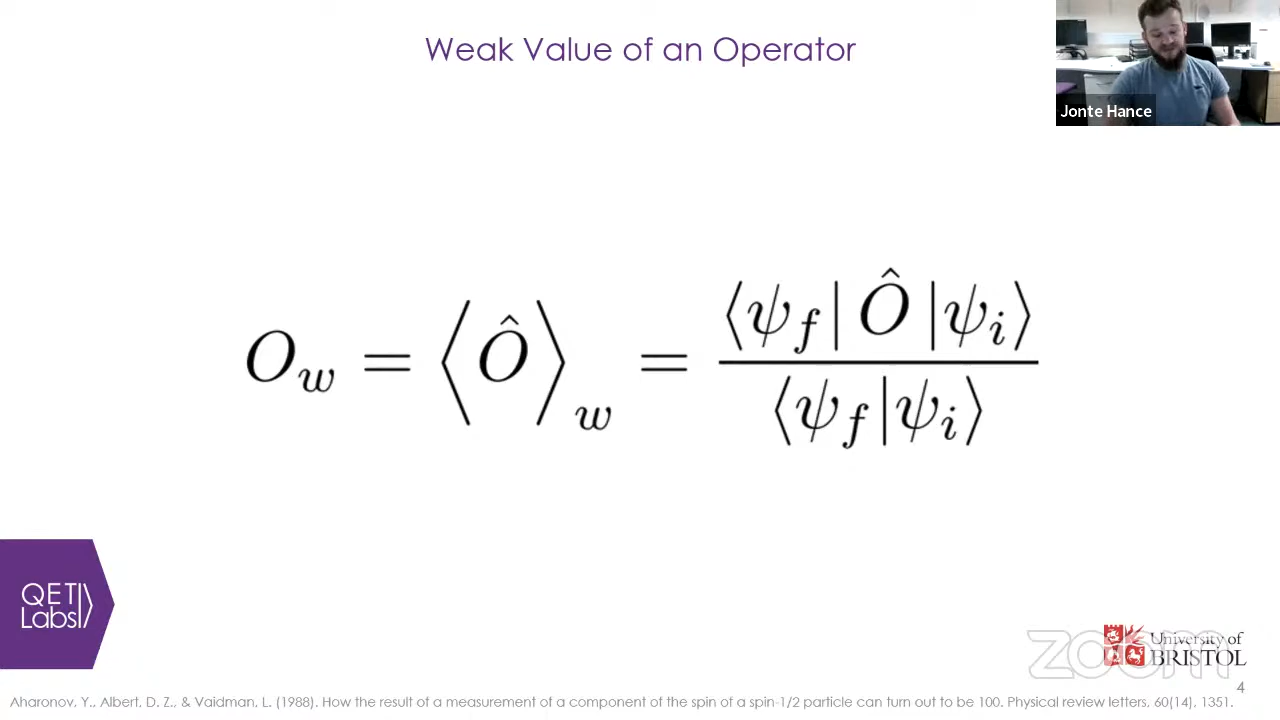 Weak Value of an Operator
Jonte Hance
O_w = ⟨Ô⟩_w = ⟨ψ_f| Ô |ψ_i⟩ / ⟨ψ_f|ψ_i⟩
QET
Labs
zoom
University of
BRISTOL
4
Aharonov, Y., Albert, D. Z., & Vaidman, L. (1988). How the result of a measurement of a component of the spin of a spin-1/2 particle can turn out to be 100. Physical review letters, 60(14), 1351.